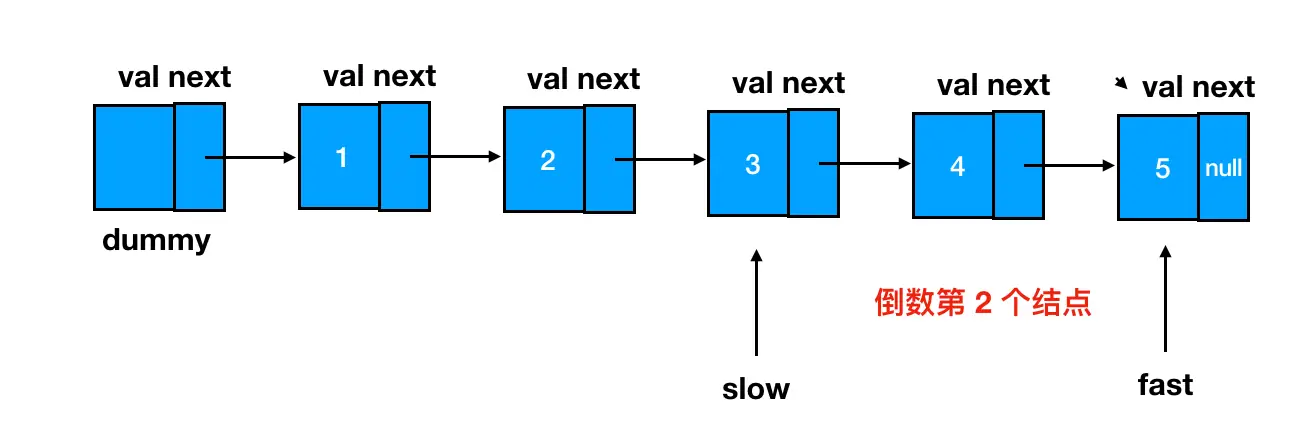 val next val next val next val next val next val next
1 2 3 4 5 null
dummy
倒数第 2 个结点
slow fast